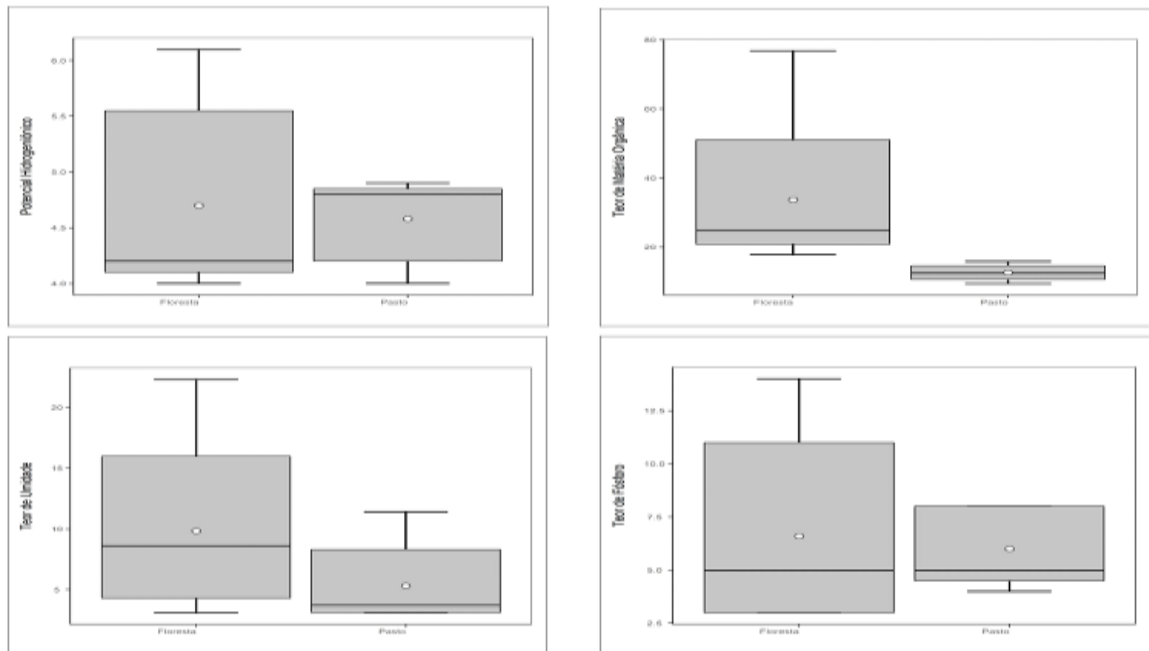 Potencial Hidrogeniônico
6.0
5.5
5.0
4.5
4.0
Floresta Pasto
Teor de Matéria Orgânica
80
60
40
20
Floresta Pasto
Teor de Umidade
20
15
10
5
Floresta Pasto
Teor de Fósforo
12.5
10.0
7.5
5.0
2.5
Floresta Pasto